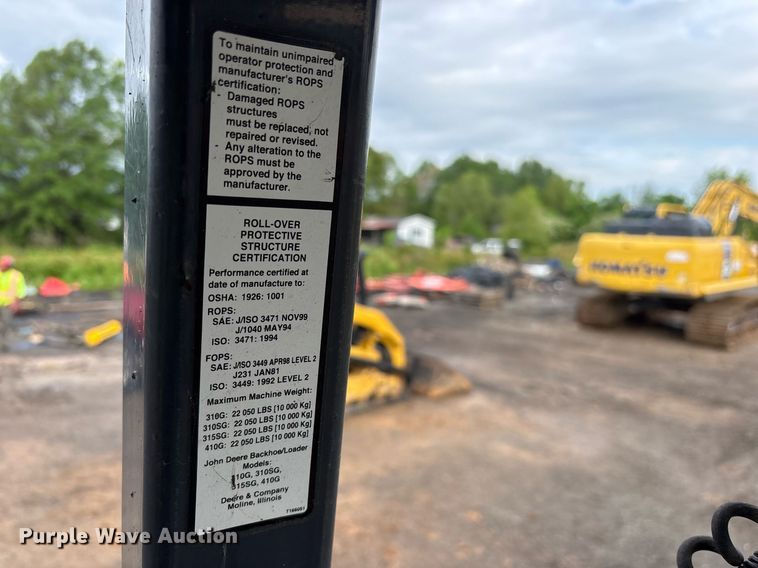 To maintain unimpaired
operator protection and
manufacturer's ROPS
certification:
- Damaged ROPS
structures
must be replaced, not
repaired or revised.
- Any alteration to the
ROPS must be
approved by the
manufacturer.
ROLL-OVER
PROTECTIVE
STRUCTURE
CERTIFICATION
Performance certified at
date of manufacture to:
OSHA: 1926: 1001
ROPS:
SAE: J/ISO 3471 NOV99
J/1040 MAY94
ISO: 3471: 1994
FOPS:
SAE: J/ISO 3449 APR98 LEVEL 2
J231 JAN81
ISO: 3449: 1992 LEVEL 2
Maximum Machine Weight:
310G: 22 050 LBS [10 000 Kg]
310SG: 22 050 LBS [10 000 Kg]
315SG: 22 050 LBS [10 000 Kg]
410G: 22 050 LBS [10 000 Kg]
John Deere Backhoe/Loader
Models:
310G, 310SG,
315SG, 410G
Deere & Company
Moline, Illinois
T166051
KOMATSU
Purple Wave Auction